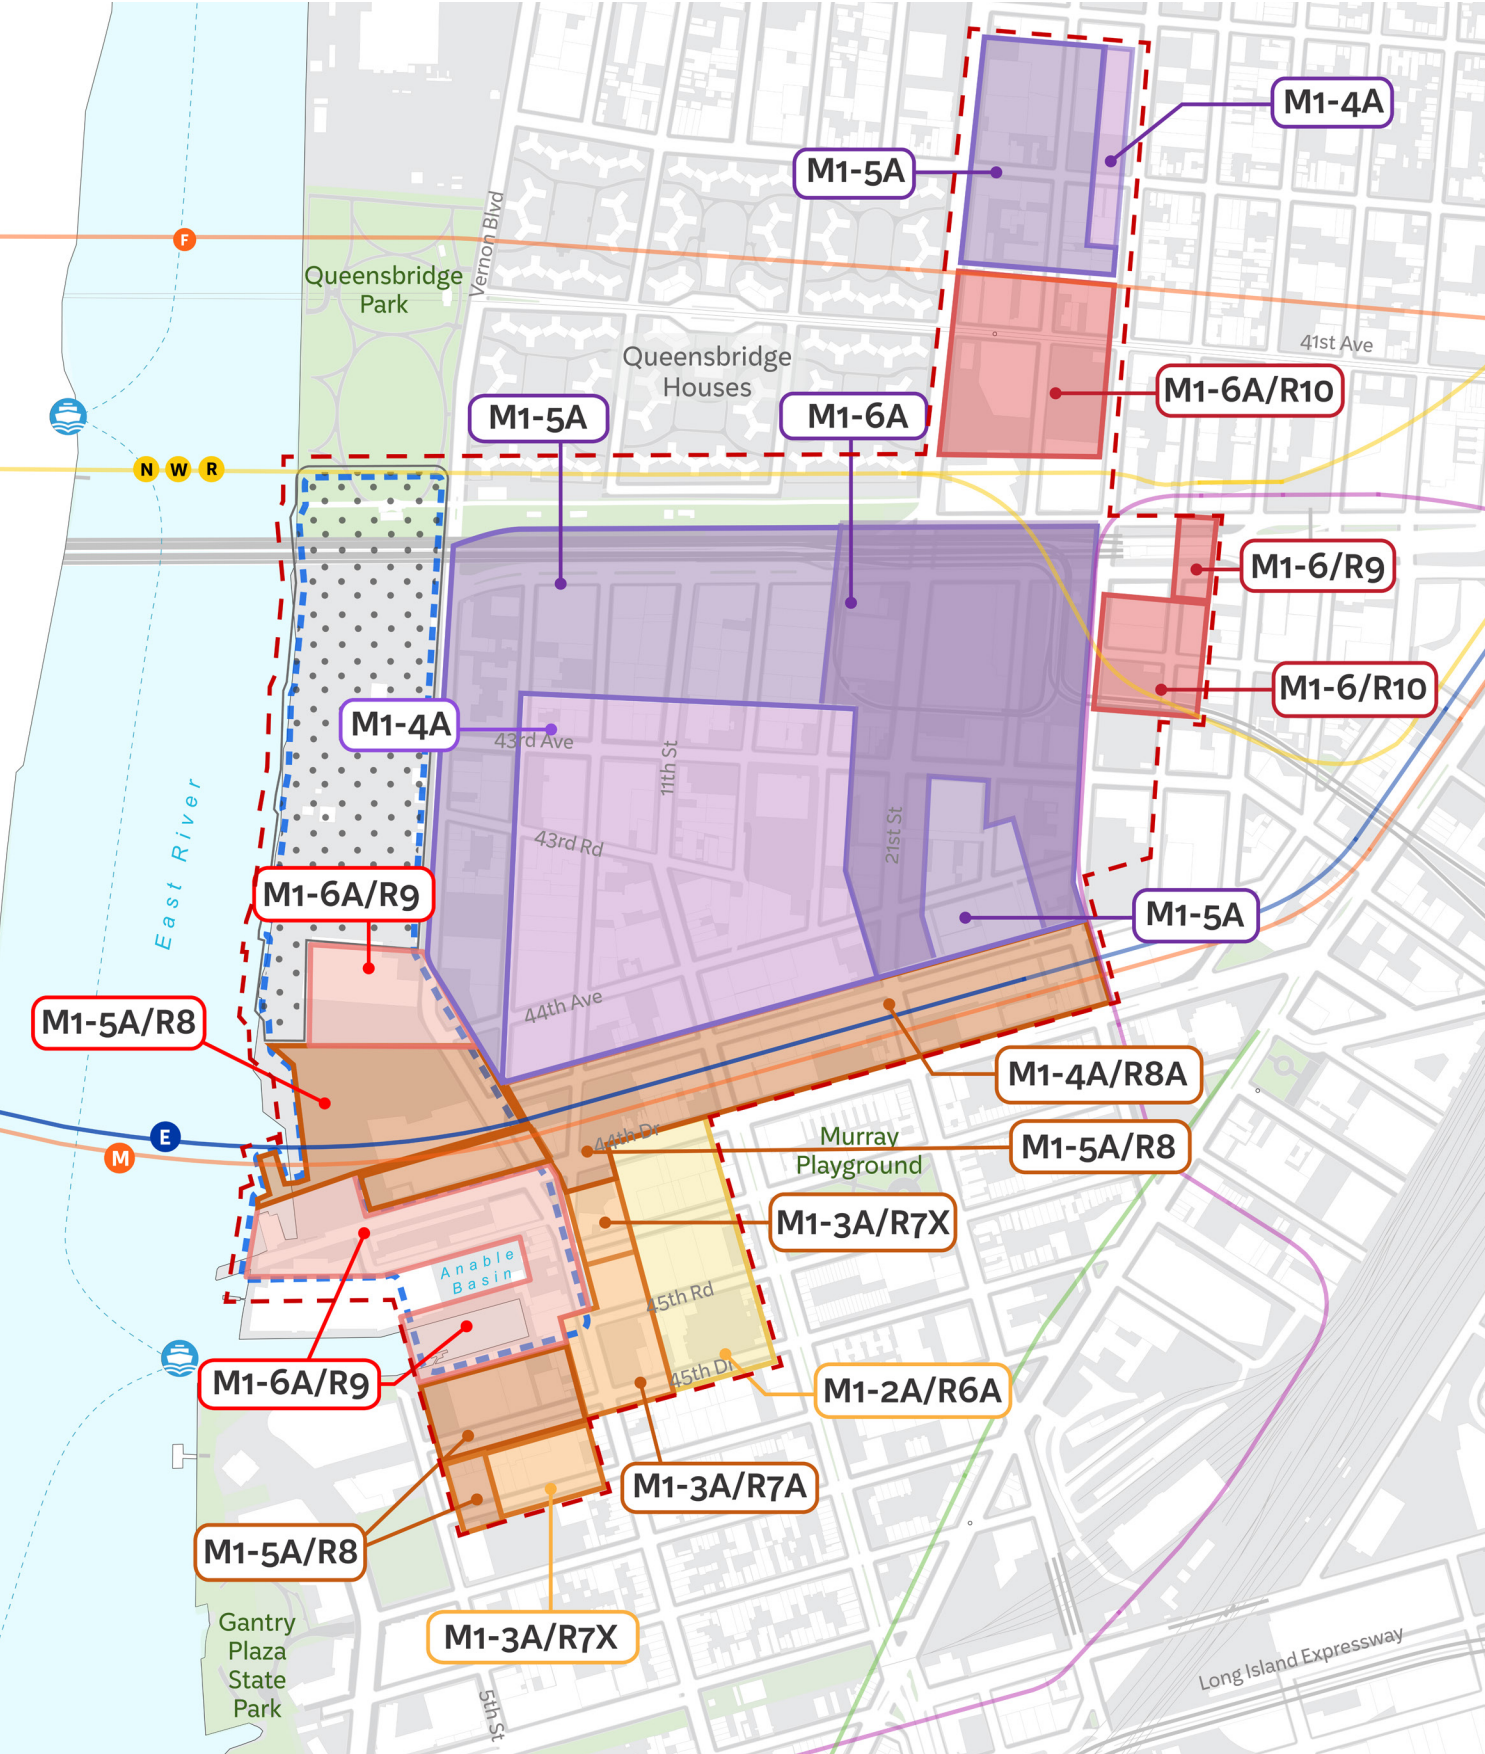 M1-4A
M1-5A
Vernon Blvd
F
Queensbridge
Park
41st Ave
Queensbridge
Houses
M1-6A/R10
M1-5A
M1-6A
N W R
M1-6/R9
M1-6/R10
M1-4A
43rd Ave
11th St
21st St
43rd Rd
East River
M1-6A/R9
M1-5A
44th Ave
M1-5A/R8
M1-4A/R8A
E
M
44th Dr
Murray
Playground
M1-5A/R8
M1-3A/R7X
Anable
Basin
45th Rd
45th Dr
M1-6A/R9
M1-2A/R6A
M1-3A/R7A
M1-5A/R8
M1-3A/R7X
Gantry
Plaza
State
Park
5th St
Long Island Expressway